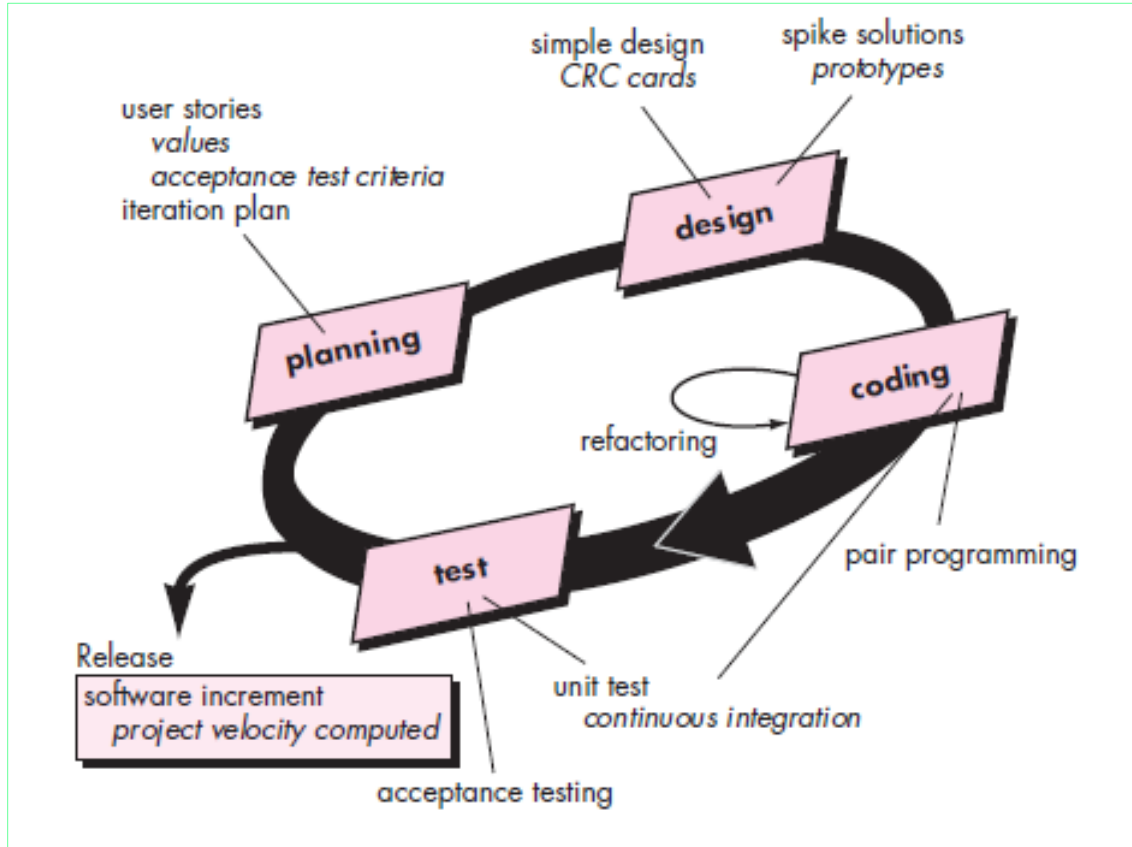 simple design
CRC cards
spike solutions
prototypes
user stories
values
acceptance test criteria
iteration plan
design
planning
coding
refactoring
test
pair programming
Release
software increment
project velocity computed
unit test
continuous integration
acceptance testing